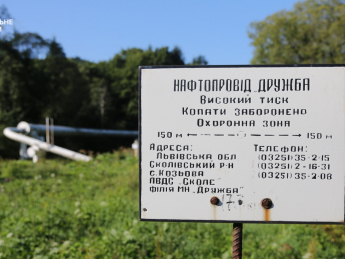 ЛЬНЕ
НАФТОПРОВІД ДРУЖБА
ВИСОКИЙ ТИСК
КОПАТИ ЗАБОРОНЕНО
ОХОРОННА ЗОНА
150 м ← → 150 м
АДРЕСА: ТЕЛЕФОН:
ЛЬВІВСЬКА ОБЛ (03251) 35-2-15
СКОЛІВСЬКИЙ Р-Н (03251) 2-16-31
с. КОЗЬОВА (03251) 35-2-08
ЛВДС "СКОЛЕ"
ФІЛІЯ МН „ДРУЖБА"